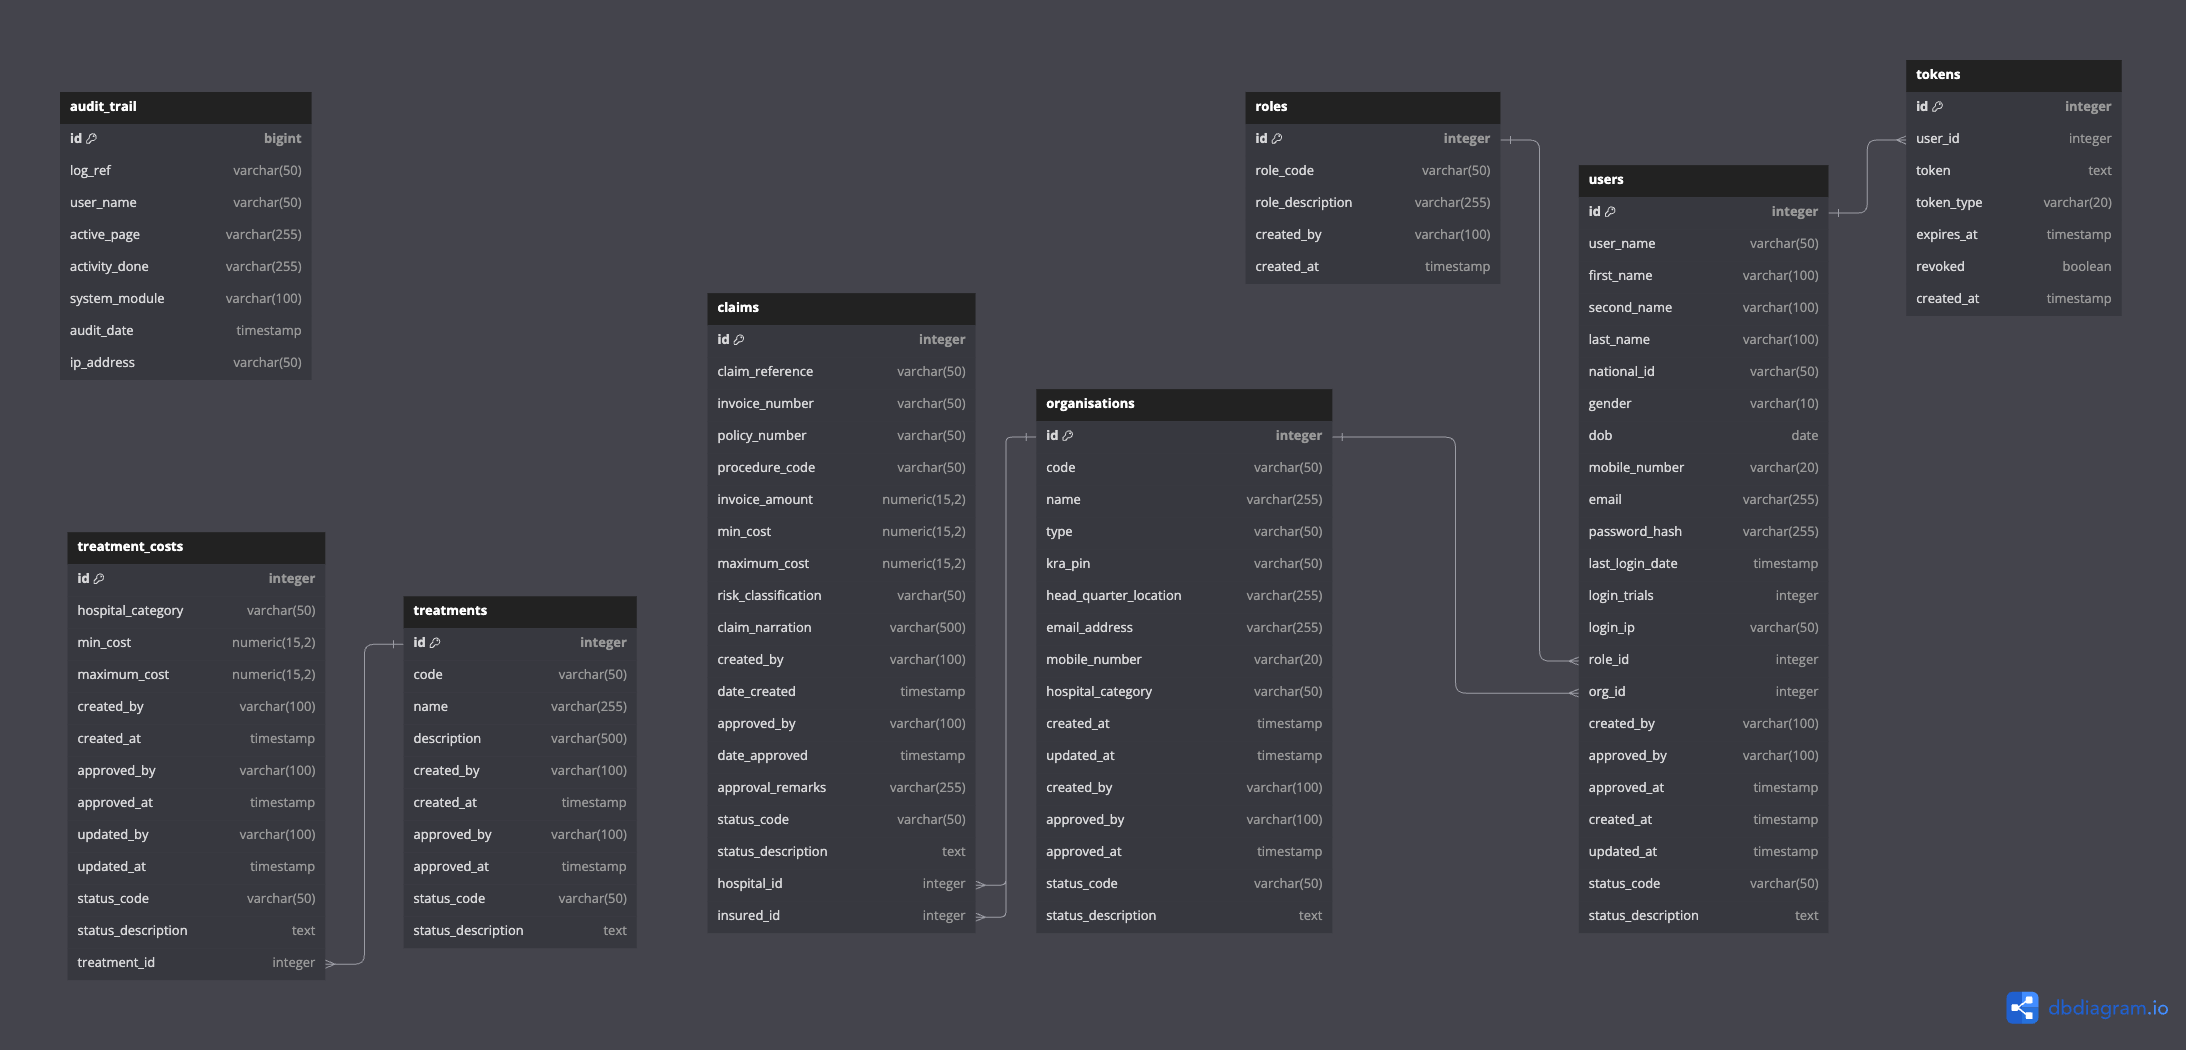 audit_trail
id bigint
log_ref varchar(50)
user_name varchar(50)
active_page varchar(255)
activity_done varchar(255)
system_module varchar(100)
audit_date timestamp
ip_address varchar(50)
treatment_costs
id integer
hospital_category varchar(50)
min_cost numeric(15,2)
maximum_cost numeric(15,2)
created_by varchar(100)
created_at timestamp
approved_by varchar(100)
approved_at timestamp
updated_by varchar(100)
updated_at timestamp
status_code varchar(50)
status_description text
treatment_id integer
treatments
id integer
code varchar(50)
name varchar(255)
description varchar(500)
created_by varchar(100)
created_at timestamp
approved_by varchar(100)
approved_at timestamp
status_code varchar(50)
status_description text
claims
id integer
claim_reference varchar(50)
invoice_number varchar(50)
policy_number varchar(50)
procedure_code varchar(50)
invoice_amount numeric(15,2)
min_cost numeric(15,2)
maximum_cost numeric(15,2)
risk_classification varchar(50)
claim_narration varchar(500)
created_by varchar(100)
date_created timestamp
approved_by varchar(100)
date_approved timestamp
approval_remarks varchar(255)
status_code varchar(50)
status_description text
hospital_id integer
insured_id integer
organisations
id integer
code varchar(50)
name varchar(255)
type varchar(50)
kra_pin varchar(50)
head_quarter_location varchar(255)
email_address varchar(255)
mobile_number varchar(20)
hospital_category varchar(50)
created_at timestamp
updated_at timestamp
created_by varchar(100)
approved_by varchar(100)
approved_at timestamp
status_code varchar(50)
status_description text
roles
id integer
role_code varchar(50)
role_description varchar(255)
created_by varchar(100)
created_at timestamp
users
id integer
user_name varchar(50)
first_name varchar(100)
second_name varchar(100)
last_name varchar(100)
national_id varchar(50)
gender varchar(10)
dob date
mobile_number varchar(20)
email varchar(255)
password_hash varchar(255)
last_login_date timestamp
login_trials integer
login_ip varchar(50)
role_id integer
org_id integer
created_by varchar(100)
approved_by varchar(100)
approved_at timestamp
created_at timestamp
updated_at timestamp
status_code varchar(50)
status_description text
tokens
id integer
user_id integer
token text
token_type varchar(20)
expires_at timestamp
revoked boolean
created_at timestamp
dbdiagram.io